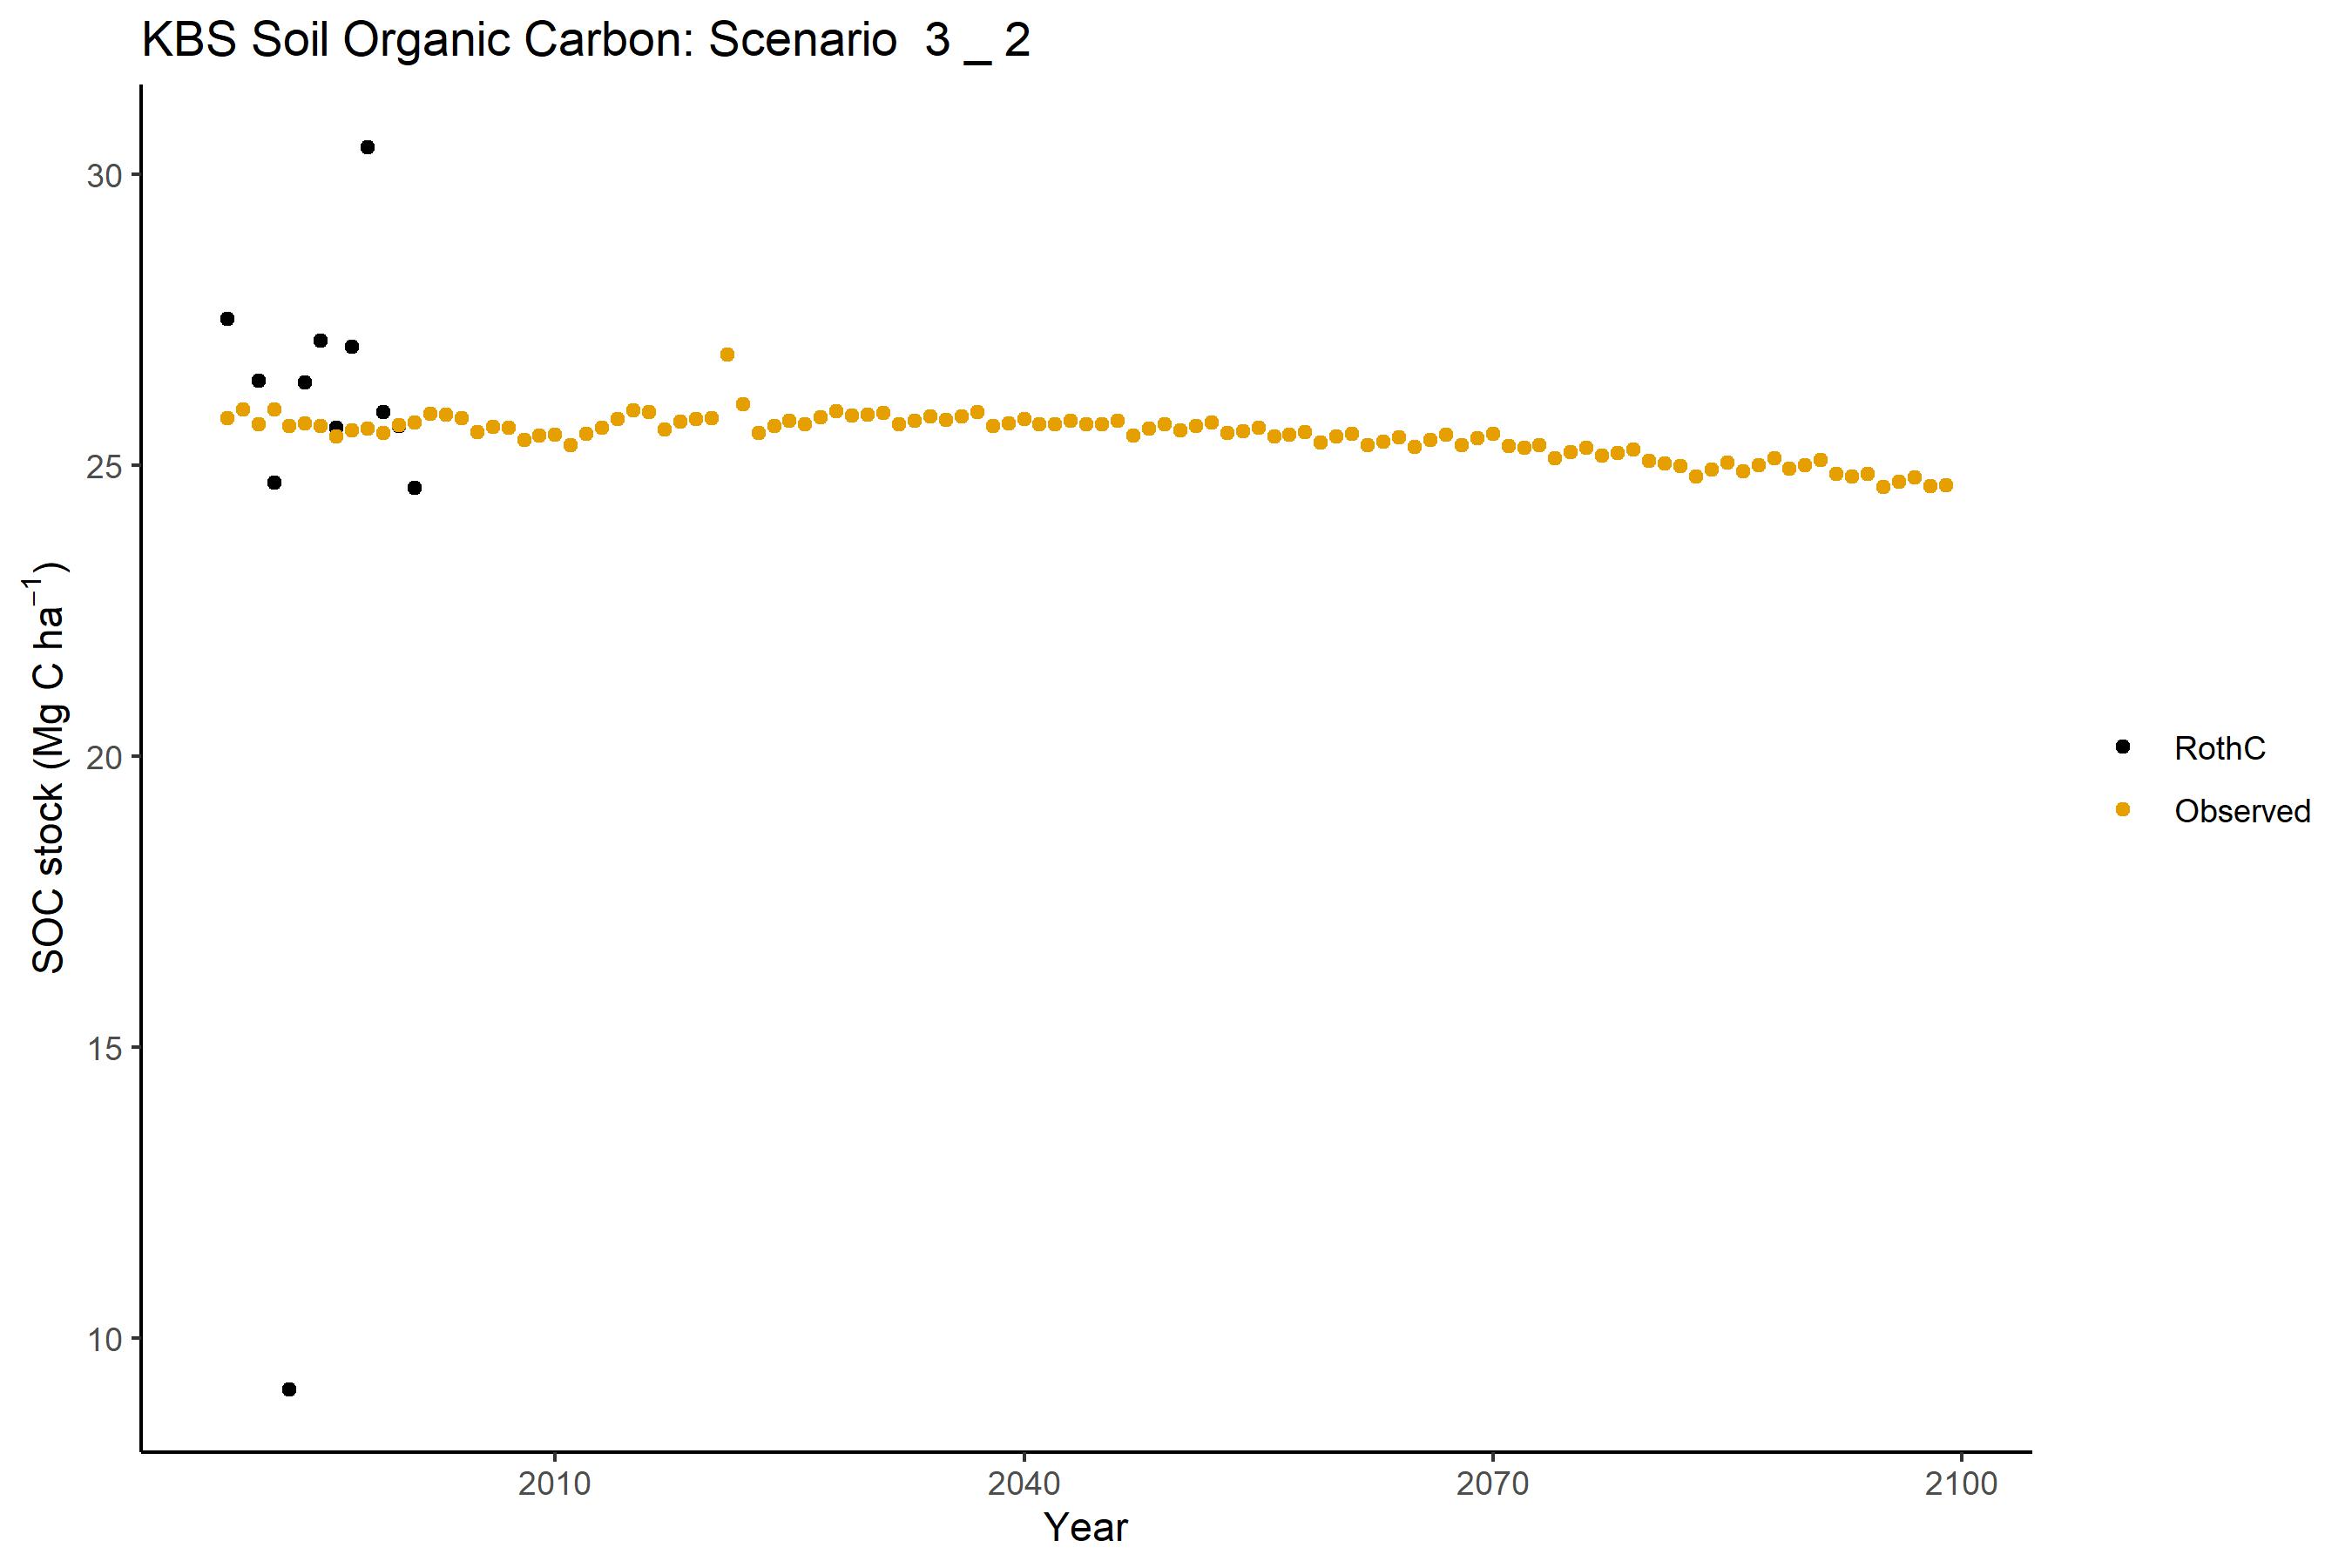 KBS Soil Organic Carbon: Scenario  3 _ 2
30
25
20
15
10
SOC stock (Mg C ha⁻¹)
2010
2040
2070
2100
Year
RothC
Observed